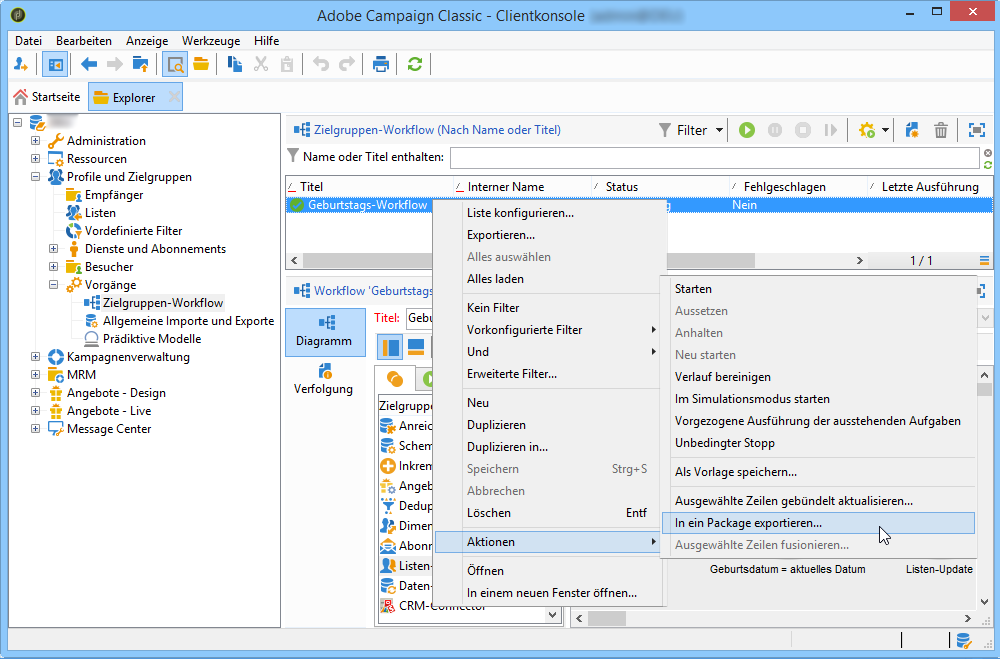 Adobe Campaign Classic - Clientkonsole
Datei Bearbeiten Anzeige Werkzeuge Hilfe
Startseite Explorer
Administration
Ressourcen
Profile und Zielgruppen
Empfänger
Listen
Vordefinierte Filter
Dienste und Abonnements
Besucher
Vorgänge
Zielgruppen-Workflow
Allgemeine Importe und Exporte
Prädiktive Modelle
Kampagnenverwaltung
MRM
Angebote - Design
Angebote - Live
Message Center
Zielgruppen-Workflow (Nach Name oder Titel) Filter
Name oder Titel enthalten:
Titel Interner Name Status Fehlgeschlagen Letzte Ausführung
Geburtstags-Workflow Nein
1 / 1
Workflow 'Geburtstags
Diagramm
Verfolgung
Titel: Gebu
Zielgruppe
Anreic
Schem
Inkrem
Angeb
Dedup
Dimen
Abonn
Listen-
Daten-
CRM-Connector
Liste konfigurieren...
Exportieren...
Alles auswählen
Alles laden
Kein Filter
Vorkonfigurierte Filter
Und
Erweiterte Filter...
Neu
Duplizieren
Duplizieren in...
Speichern Strg+S
Abbrechen
Löschen Entf
Aktionen
Öffnen
In einem neuen Fenster öffnen...
Starten
Aussetzen
Anhalten
Neu starten
Verlauf bereinigen
Im Simulationsmodus starten
Vorgezogene Ausführung der ausstehenden Aufgaben
Unbedingter Stopp
Als Vorlage speichern...
Ausgewählte Zeilen gebündelt aktualisieren...
In ein Package exportieren...
Ausgewählte Zeilen fusionieren...
Geburtsdatum = aktuelles Datum Listen-Update